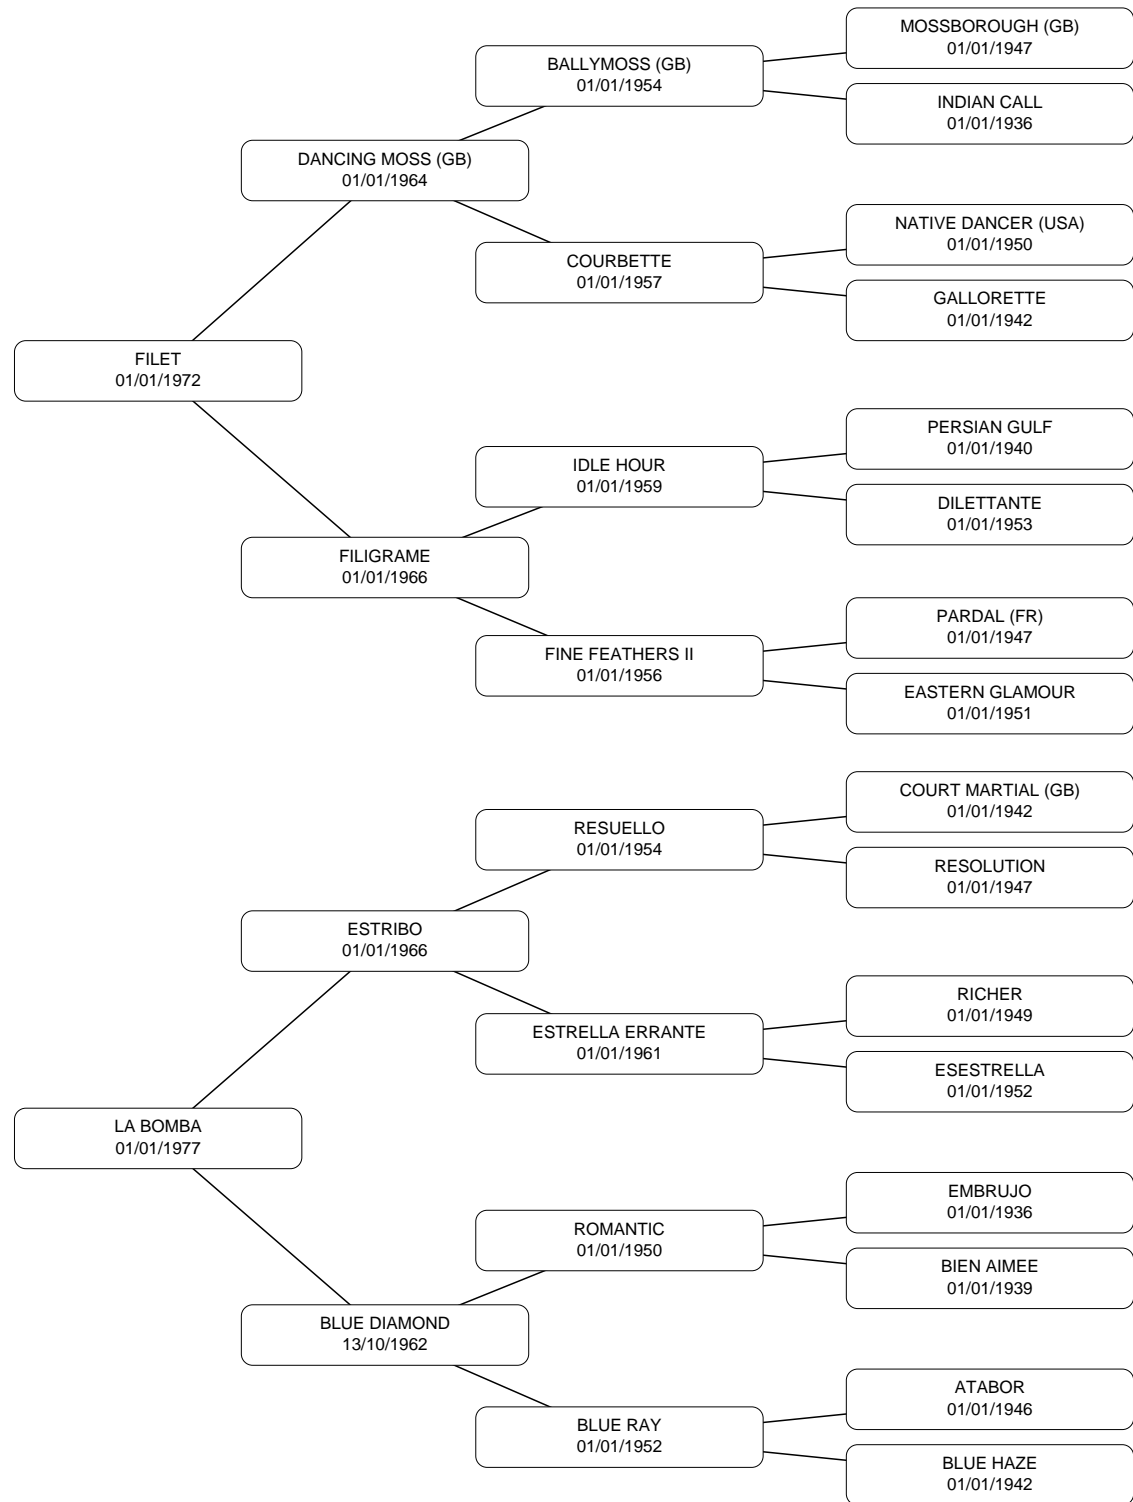 MOSSBOROUGH (GB)
01/01/1947
BALLYMOSS (GB)
01/01/1954
INDIAN CALL
01/01/1936
DANCING MOSS (GB)
01/01/1964
NATIVE DANCER (USA)
01/01/1950
COURBETTE
01/01/1957
GALLORETTE
01/01/1942
FILET
01/01/1972
PERSIAN GULF
01/01/1940
IDLE HOUR
01/01/1959
DILETTANTE
01/01/1953
FILIGRAME
01/01/1966
PARDAL (FR)
01/01/1947
FINE FEATHERS II
01/01/1956
EASTERN GLAMOUR
01/01/1951
COURT MARTIAL (GB)
01/01/1942
RESUELLO
01/01/1954
RESOLUTION
01/01/1947
ESTRIBO
01/01/1966
RICHER
01/01/1949
ESTRELLA ERRANTE
01/01/1961
ESESTRELLA
01/01/1952
LA BOMBA
01/01/1977
EMBRUJO
01/01/1936
ROMANTIC
01/01/1950
BIEN AIMEE
01/01/1939
BLUE DIAMOND
13/10/1962
ATABOR
01/01/1946
BLUE RAY
01/01/1952
BLUE HAZE
01/01/1942